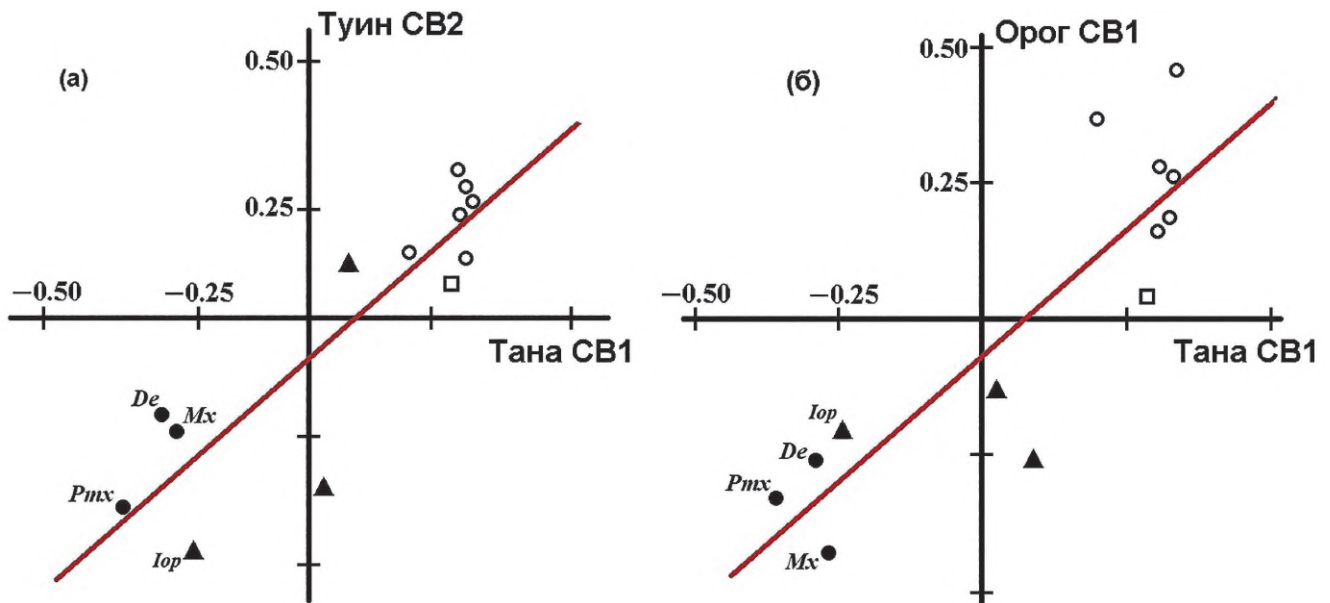 Туин СВ2
0.50
(а)
0.25
−0.50
−0.25
Тана СВ1
De
Mx
Pmx
Iop
0.50
Орог СВ1
(б)
0.25
−0.50
−0.25
Тана СВ1
Iop
De
Pmx
Mx